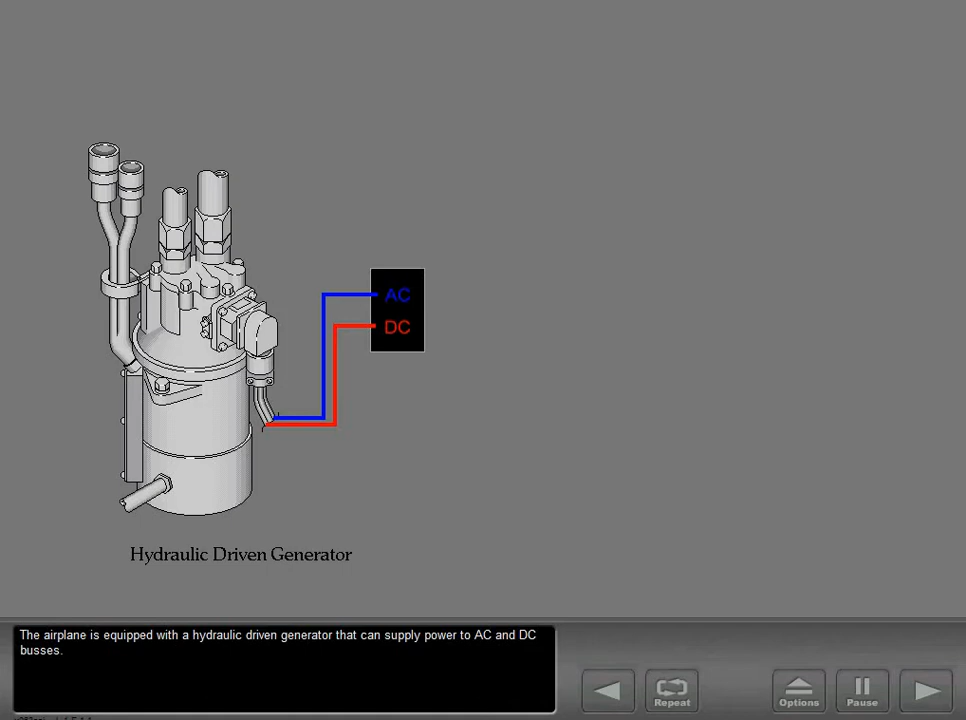 AC
DC
Hydraulic Driven Generator
The airplane is equipped with a hydraulic driven generator that can supply power to AC and DC
busses.
Repeat
Options
Pause